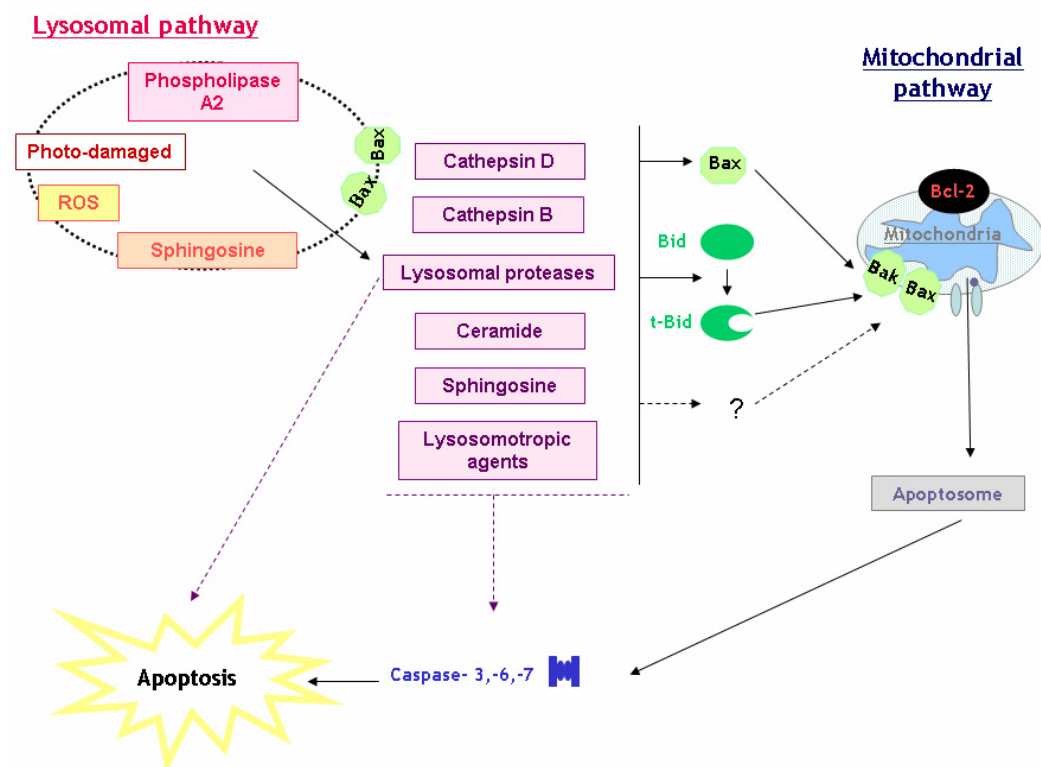 Lysosomal pathway
Mitochondrial
pathway
Phospholipase
A2
Photo-damaged
ROS
Sphingosine
Bax
Bax
Cathepsin D
Cathepsin B
Lysosomal proteases
Ceramide
Sphingosine
Lysosomotropic
agents
Bax
Bid
t-Bid
?
Bcl-2
Mitochondria
Bak
Bax
Apoptosome
Caspase- 3,-6,-7
Apoptosis